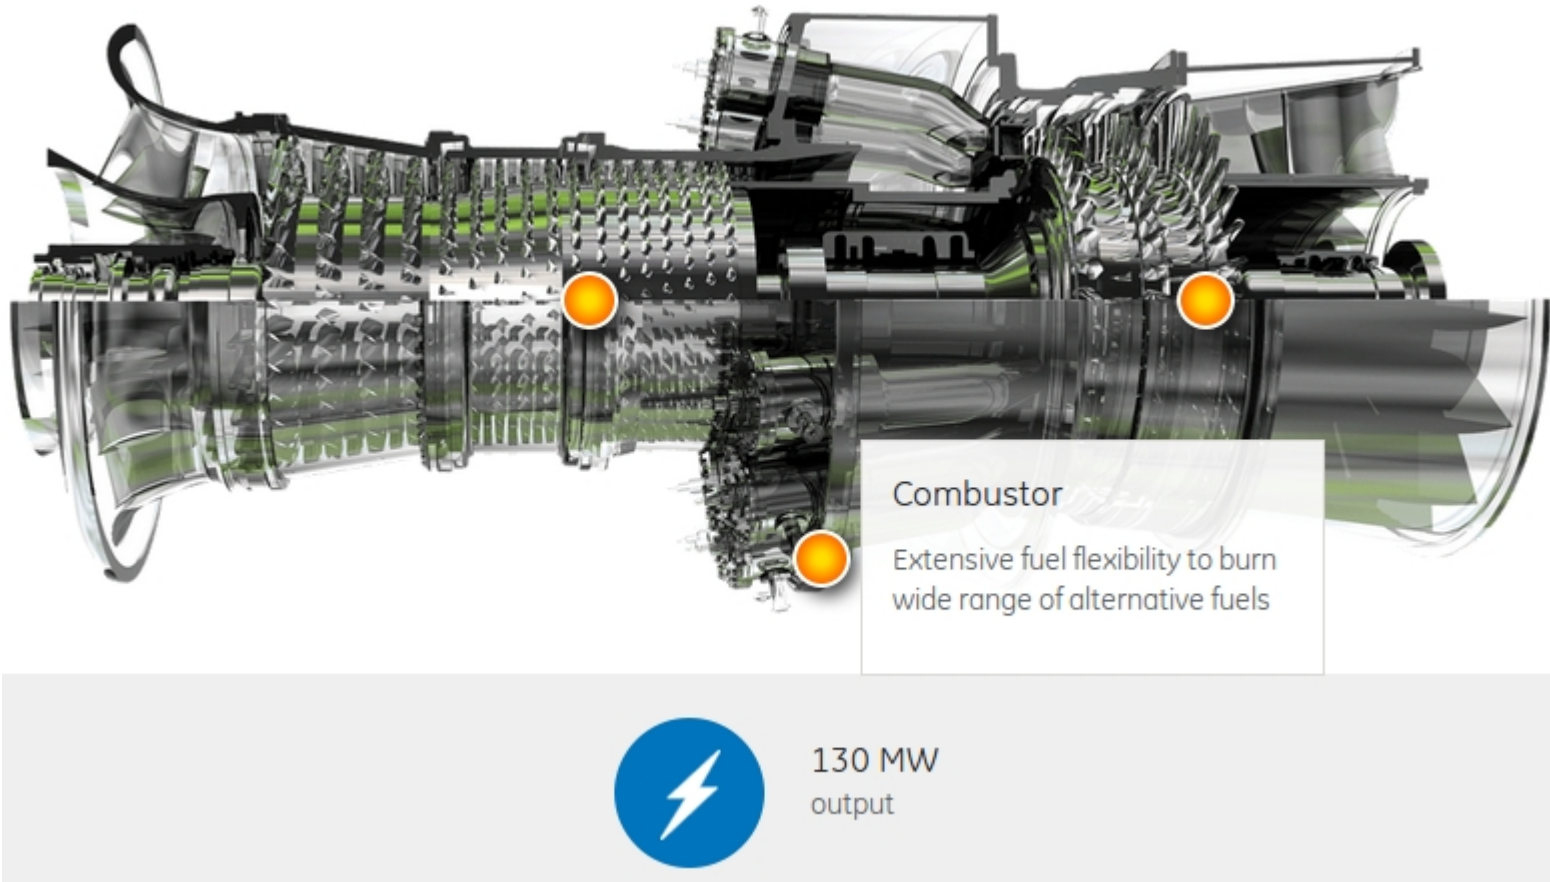 Combustor
Extensive fuel flexibility to burn
wide range of alternative fuels
130 MW
output